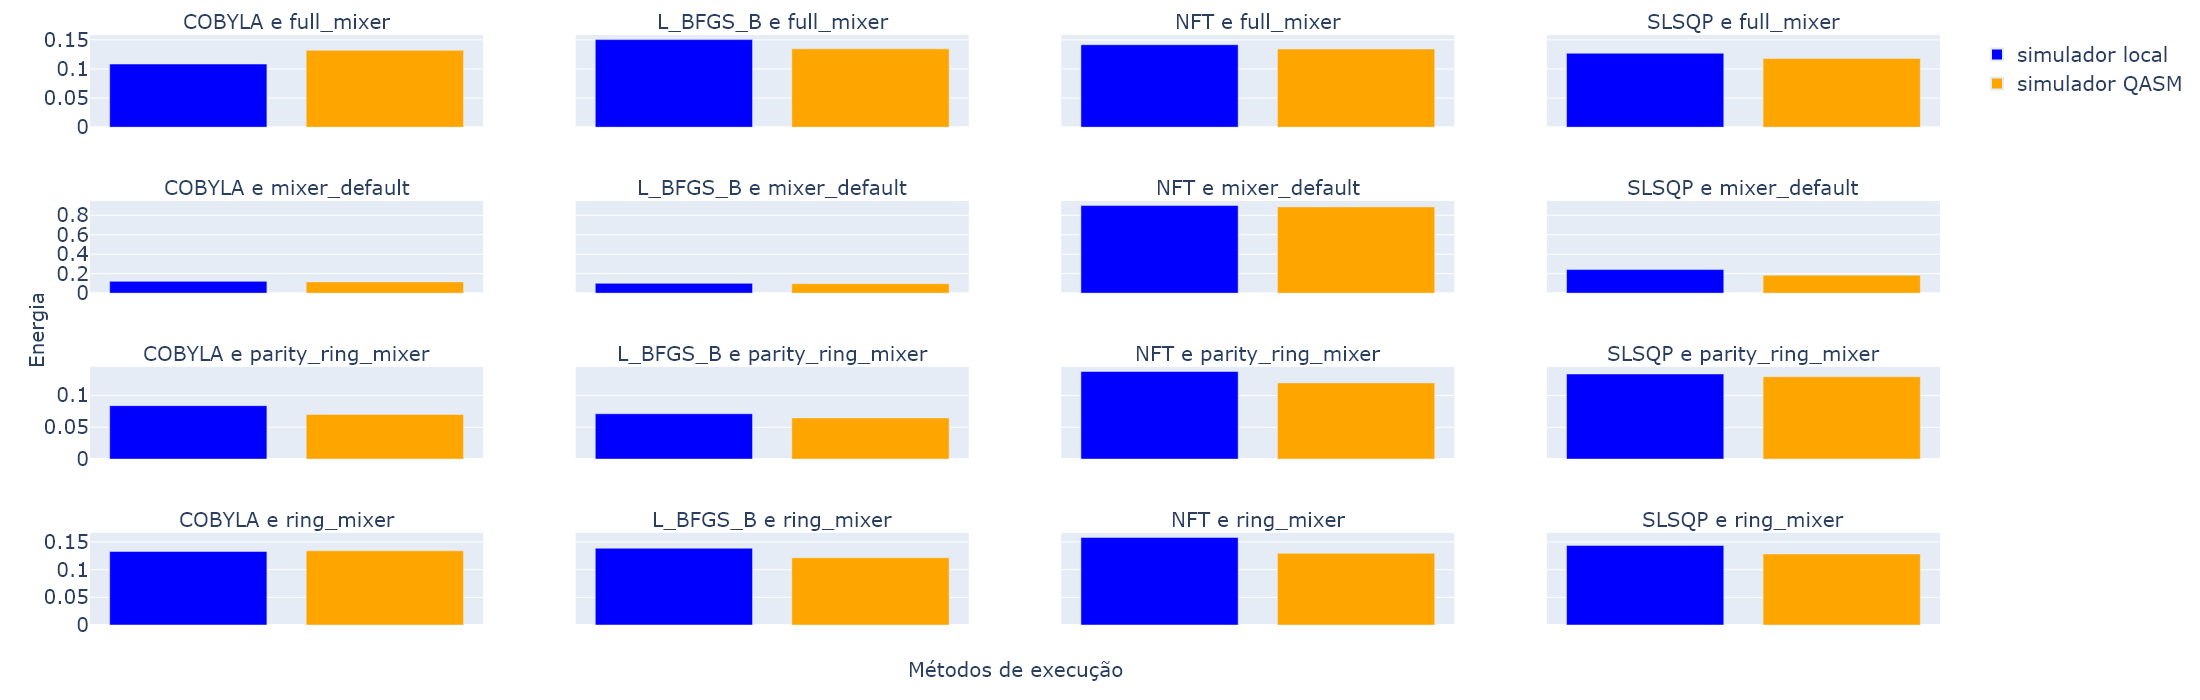 COBYLA e full_mixer
L_BFGS_B e full_mixer
NFT e full_mixer
SLSQP e full_mixer
0.15
0.1
0.05
0
simulador local
simulador QASM
COBYLA e mixer_default
L_BFGS_B e mixer_default
NFT e mixer_default
SLSQP e mixer_default
0.8
0.6
0.4
0.2
0
Energia
COBYLA e parity_ring_mixer
L_BFGS_B e parity_ring_mixer
NFT e parity_ring_mixer
SLSQP e parity_ring_mixer
0.1
0.05
0
COBYLA e ring_mixer
L_BFGS_B e ring_mixer
NFT e ring_mixer
SLSQP e ring_mixer
0.15
0.1
0.05
0
Métodos de execução